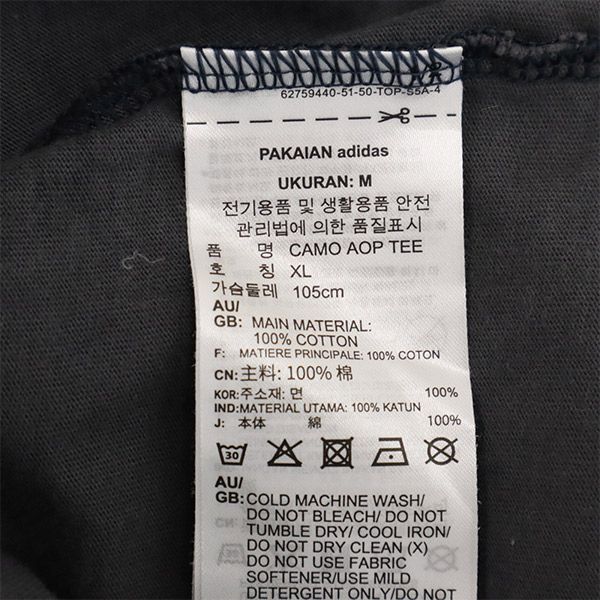 62759440-51-50-TOP-S5A-4
PAKAIAN adidas
UKURAN: M
전기용품 및 생활용품 안전
관리법에 의한 품질표시
품 명 CAMO AOP TEE
호 칭 XL
가슴둘레 105cm
AU/
GB: MAIN MATERIAL:
100% COTTON
F: MATIERE PRINCIPALE: 100% COTON
CN: 主料: 100% 棉
KOR: 주소재: 면 100%
IND: MATERIAL UTAMA: 100% KATUN
J: 本体 綿 100%
30
AU/
GB: COLD MACHINE WASH/
DO NOT BLEACH/ DO NOT
TUMBLE DRY/ COOL IRON/
DO NOT DRY CLEAN (X)
DO NOT USE FABRIC
SOFTENER/USE MILD
DETERGENT ONLY/DO NOT